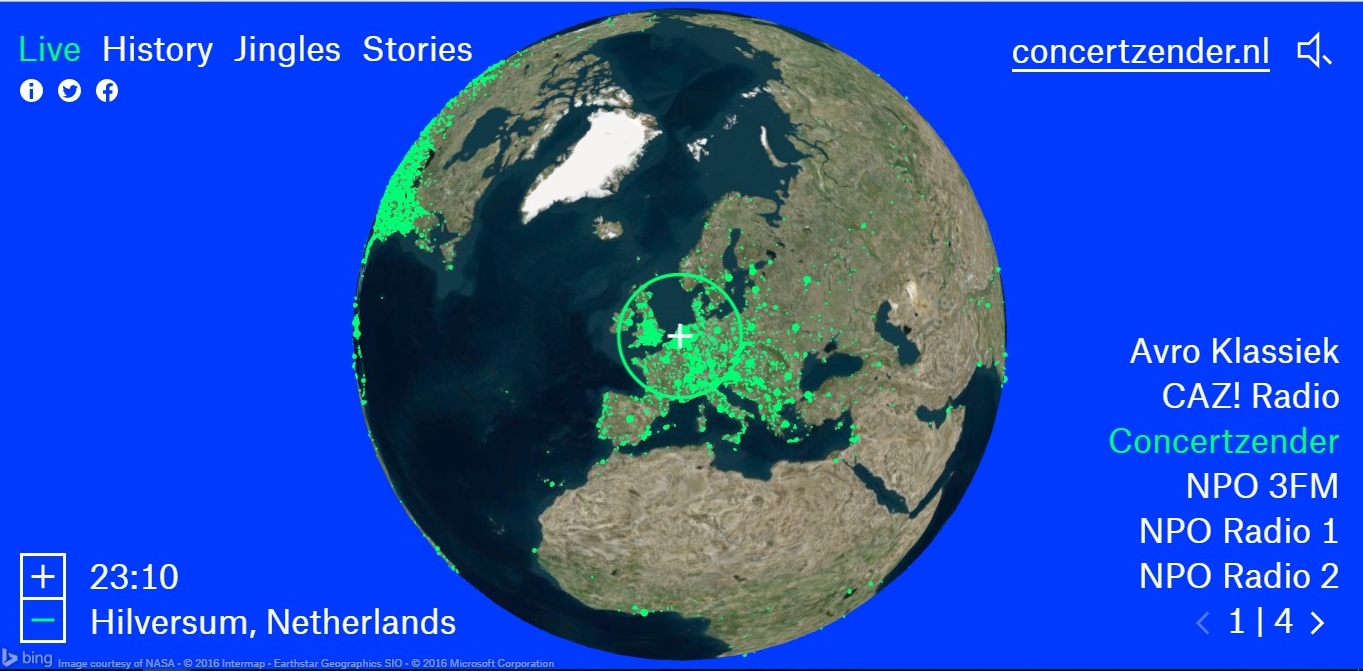 Live History Jingles Stories
concertzender.nl
Avro Klassiek
CAZ! Radio
Concertzender
NPO 3FM
NPO Radio 1
NPO Radio 2
< 1 | 4 >
+ 23:10
− Hilversum, Netherlands
bing Image courtesy of NASA - © 2016 Intermap - Earthstar Geographics SIO - © 2016 Microsoft Corporation